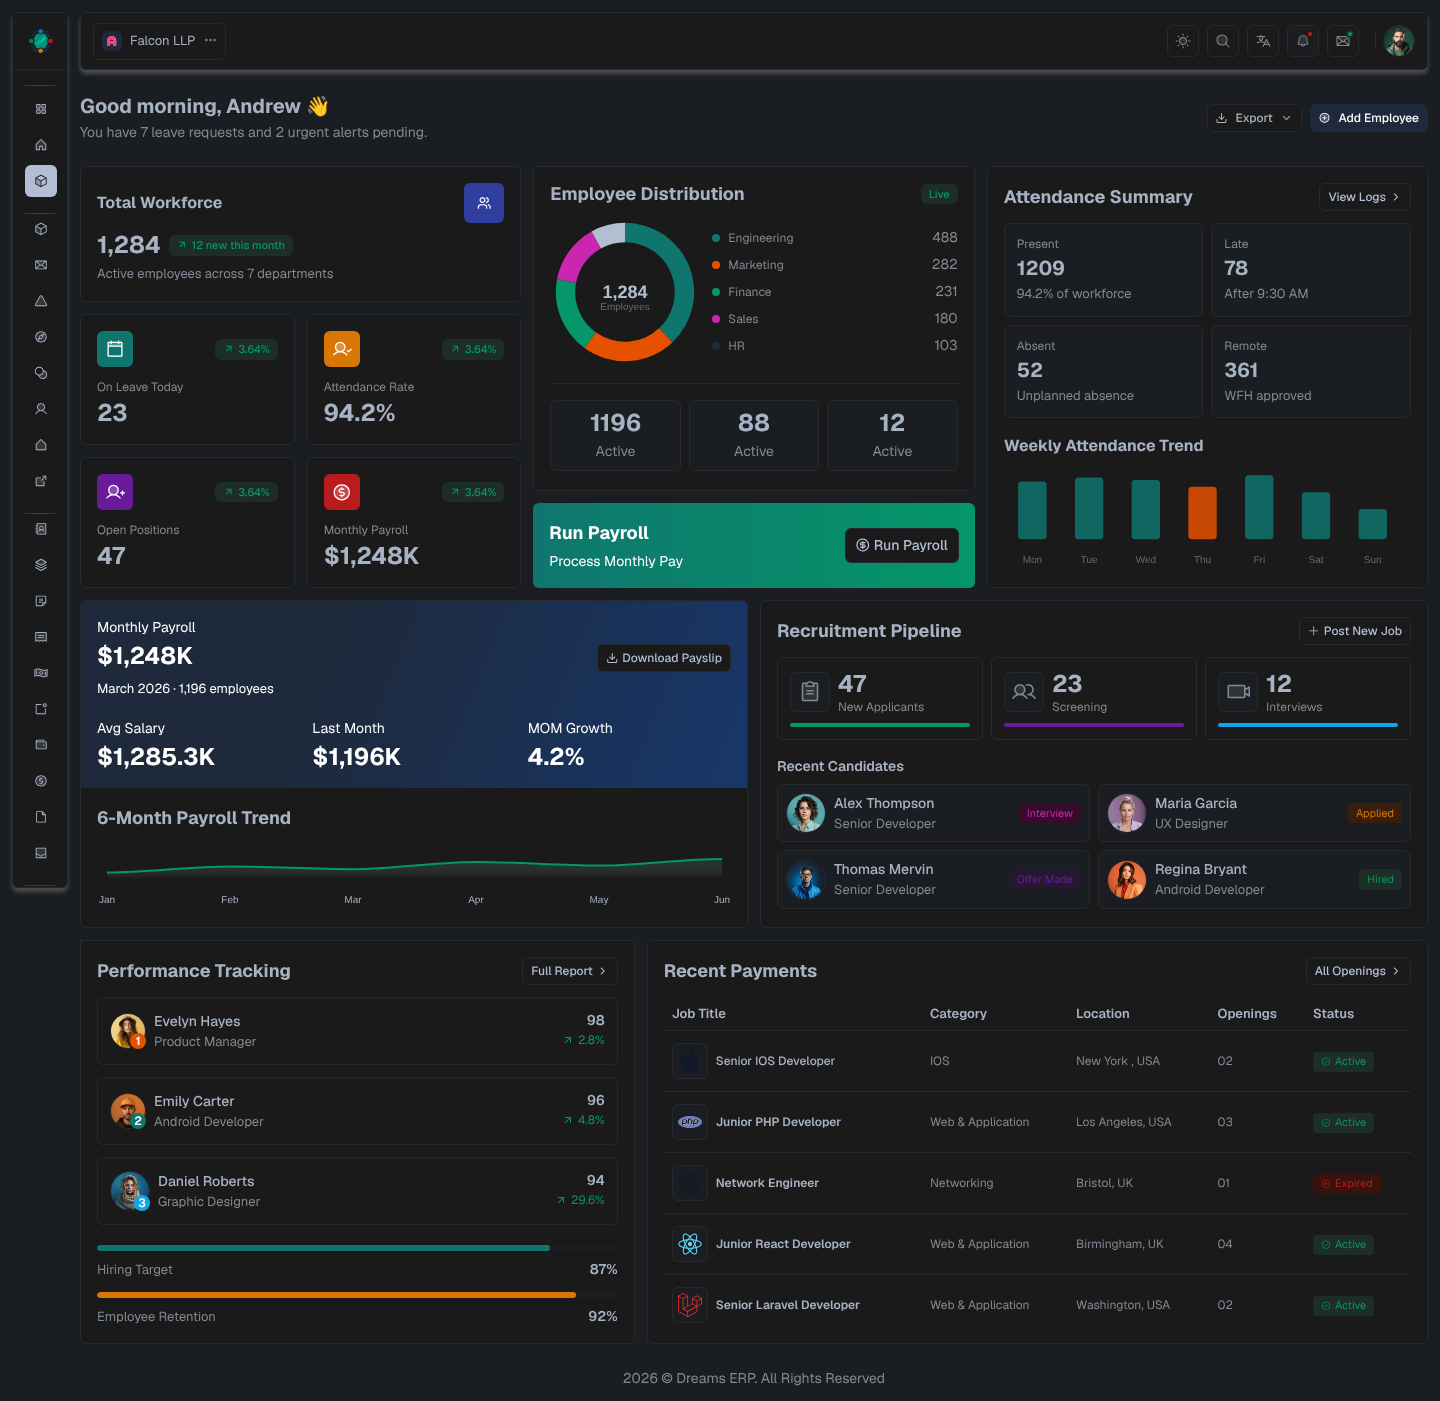 Falcon LLP
Good morning, Andrew 👋
You have 7 leave requests and 2 urgent alerts pending.
Export
Add Employee
Total Workforce
1,284
12 new this month
Active employees across 7 departments
3.64%
On Leave Today
23
3.64%
Attendance Rate
94.2%
3.64%
Open Positions
47
3.64%
Monthly Payroll
$1,248K
Employee Distribution
Live
1,284
Employees
Engineering 488
Marketing 282
Finance 231
Sales 180
HR 103
1196
Active
88
Active
12
Active
Run Payroll
Process Monthly Pay
Run Payroll
Attendance Summary
View Logs
Present
1209
94.2% of workforce
Late
78
After 9:30 AM
Absent
52
Unplanned absence
Remote
361
WFH approved
Weekly Attendance Trend
Mon Tue Wed Thu Fri Sat Sun
Monthly Payroll
$1,248K
March 2026 · 1,196 employees
Download Payslip
Avg Salary
$1,285.3K
Last Month
$1,196K
MOM Growth
4.2%
6-Month Payroll Trend
Jan Feb Mar Apr May Jun
Recruitment Pipeline
Post New Job
47
New Applicants
23
Screening
12
Interviews
Recent Candidates
Alex Thompson
Senior Developer
Interview
Maria Garcia
UX Designer
Applied
Thomas Mervin
Senior Developer
Offer Made
Regina Bryant
Android Developer
Hired
Performance Tracking
Full Report
1
Evelyn Hayes
Product Manager
98
2.8%
2
Emily Carter
Android Developer
96
4.8%
3
Daniel Roberts
Graphic Designer
94
29.6%
Hiring Target 87%
Employee Retention 92%
Recent Payments
All Openings
Job Title Category Location Openings Status
Senior IOS Developer IOS New York , USA 02 Active
php Junior PHP Developer Web & Application Los Angeles, USA 03 Active
Network Engineer Networking Bristol, UK 01 Expired
Junior React Developer Web & Application Birmingham, UK 04 Active
Senior Laravel Developer Web & Application Washington, USA 02 Active
2026 © Dreams ERP. All Rights Reserved